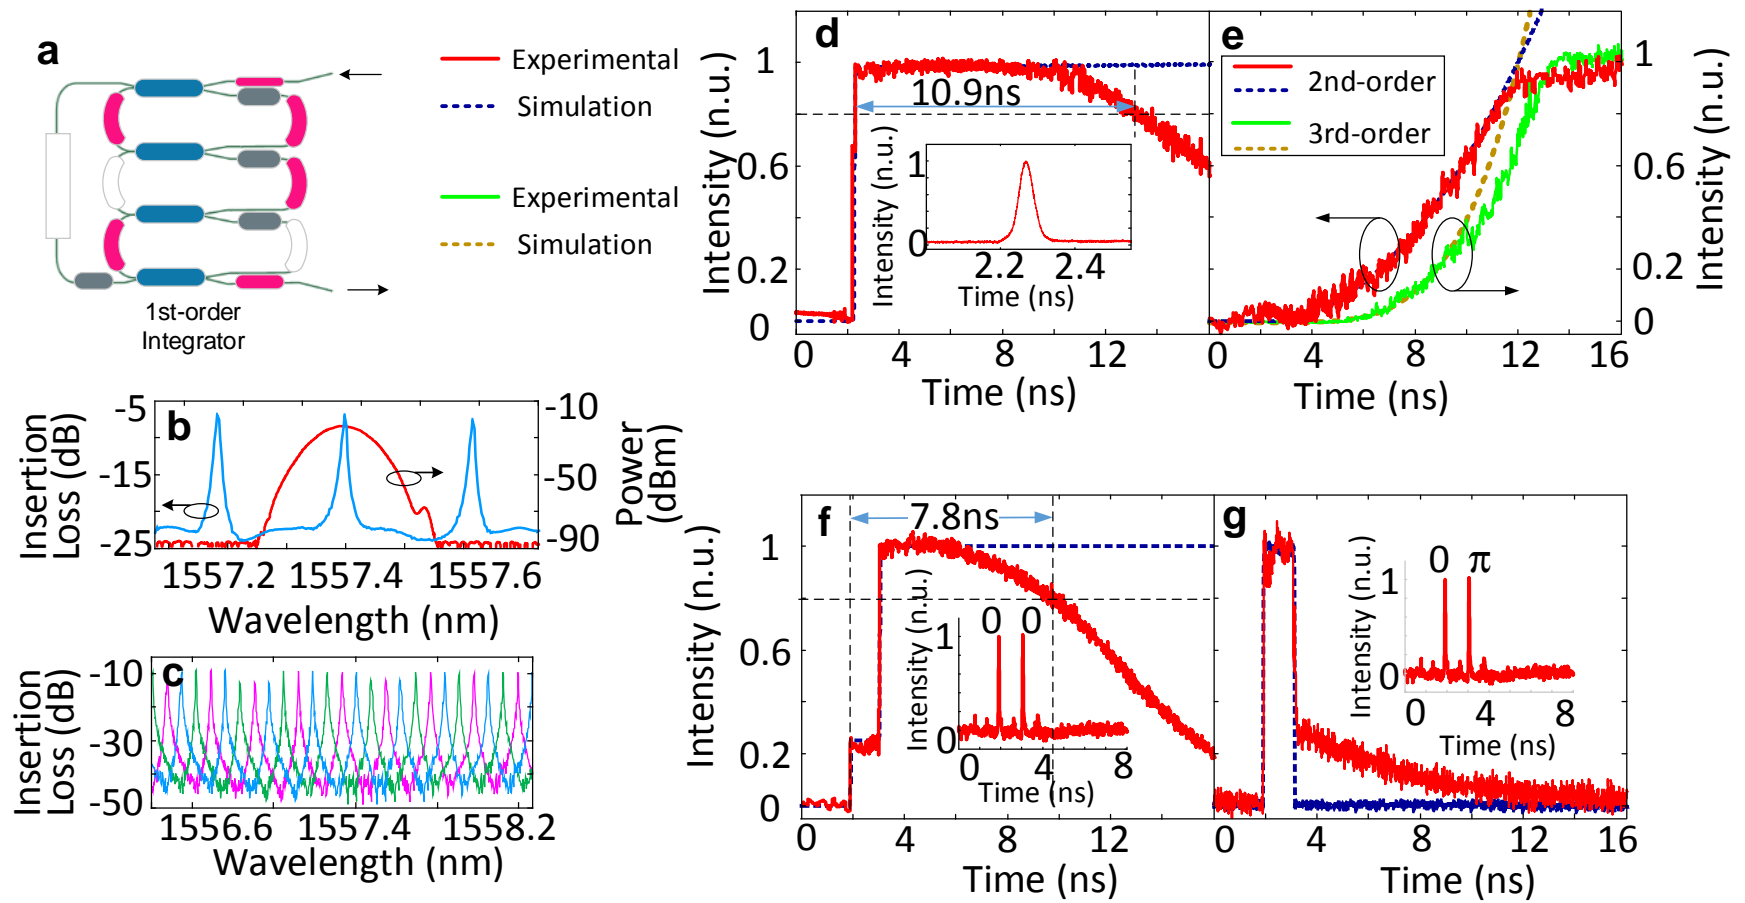 a
Experimental
Simulation
Experimental
Simulation
1st-order
Integrator
b
-5
-15
-25
Insertion
Loss (dB)
-10
-50
-90
Power
(dBm)
1557.2 1557.4 1557.6
Wavelength (nm)
c
-10
-30
-50
Insertion
Loss (dB)
1556.6 1557.4 1558.2
Wavelength (nm)
d
1
0.6
0.2
0
Intensity (n.u.)
10.9ns
1
0
Intensity (n.u.)
2.2 2.4
Time (ns)
0 4 8 12
Time (ns)
e
2nd-order
3rd-order
1
0.6
0.2
0
Intensity (n.u.)
0 4 8 12 16
Time (ns)
f
7.8ns
1
0.6
0.2
0
Intensity (n.u.)
0 0
1
0
Intensity (n.u.)
0 4 8
Time (ns)
0 4 8 12
Time (ns)
g
0 π
1
0
Intensity (n.u.)
0 4 8
Time (ns)
0 4 8 12 16
Time (ns)